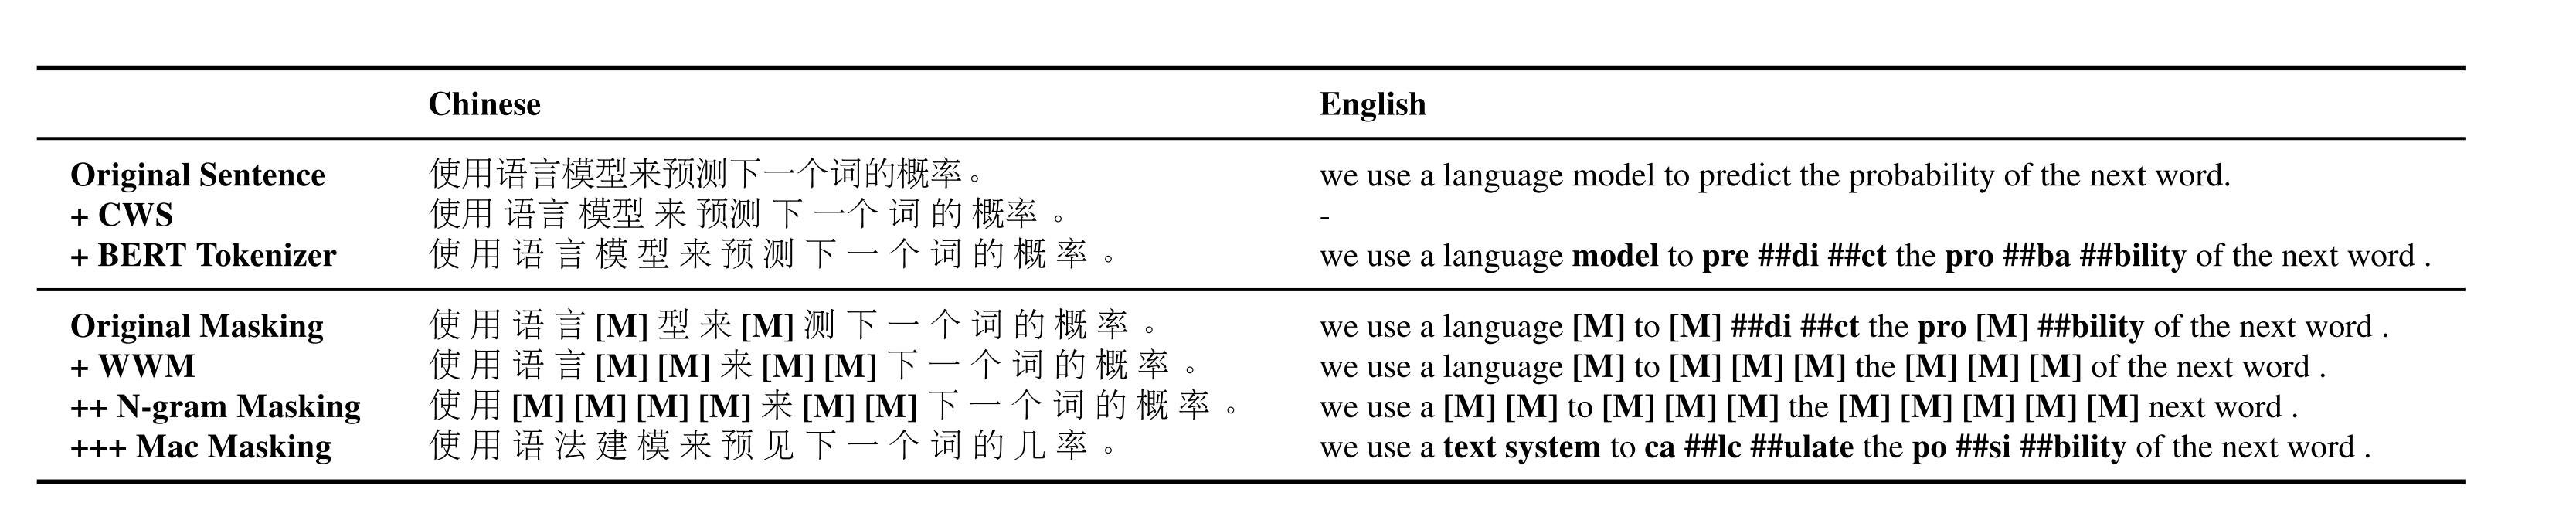 Chinese English
Original Sentence 使用语言模型来预测下一个词的概率。 we use a language model to predict the probability of the next word.
+ CWS 使用 语言 模型 来 预测 下 一个 词 的 概率 。 -
+ BERT Tokenizer 使 用 语 言 模 型 来 预 测 下 一 个 词 的 概 率 。 we use a language model to pre ##di ##ct the pro ##ba ##bility of the next word .
Original Masking 使 用 语 言 [M] 型 来 [M] 测 下 一 个 词 的 概 率 。 we use a language [M] to [M] ##di ##ct the pro [M] ##bility of the next word .
+ WWM 使 用 语 言 [M] [M] 来 [M] [M] 下 一 个 词 的 概 率 。 we use a language [M] to [M] [M] [M] the [M] [M] [M] of the next word .
++ N-gram Masking 使 用 [M] [M] [M] [M] 来 [M] [M] 下 一 个 词 的 概 率 。 we use a [M] [M] to [M] [M] [M] the [M] [M] [M] [M] [M] next word .
+++ Mac Masking 使 用 语 法 建 模 来 预 见 下 一 个 词 的 几 率 。 we use a text system to ca ##lc ##ulate the po ##si ##bility of the next word .